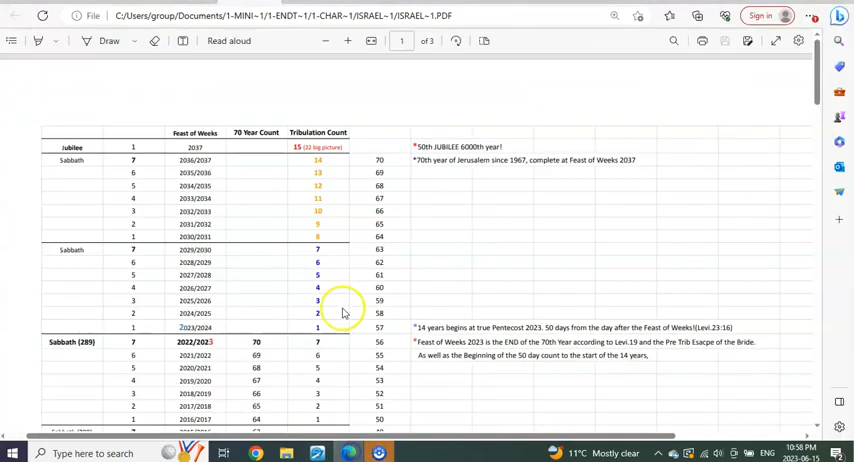 File | C:/Users/group/Documents/1-MINI~1/1-ENDT~1/1-CHAR~1/ISRAEL~1/ISRAEL~1.PDF Sign in
Draw Read aloud 1 of 3
Feast of Weeks 70 Year Count Tribulation Count
Jubilee 1 2037 15 (22 big picture) *50th JUBILEE 6000th year!
Sabbath 7 2036/2037 14 70 *70th year of Jerusalem since 1967, complete at Feast of Weeks 2037
6 2035/2036 13 69
5 2034/2035 12 68
4 2033/2034 11 67
3 2032/2033 10 66
2 2031/2032 9 65
1 2030/2031 8 64
Sabbath 7 2029/2030 7 63
6 2028/2029 6 62
5 2027/2028 5 61
4 2026/2027 4 60
3 2025/2026 3 59
2 2024/2025 2 58
1 2023/2024 1 57 *14 years begins at true Pentecost 2023. 50 days from the day after the Feast of Weeks!(Levi.23:16)
Sabbath (289) 7 2022/2023 70 7 56 *Feast of Weeks 2023 is the END of the 70th Year according to Levi.19 and the Pre Trib Esacpe of the Bride.
6 2021/2022 69 6 55 As well as the Beginning of the 50 day count to the start of the 14 years,
5 2020/2021 68 5 54
4 2019/2020 67 4 53
3 2018/2019 66 3 52
2 2017/2018 65 2 51
1 2016/2017 64 1 50
Type here to search 11°C Mostly cloudy ENG 10:58 PM
2023-06-15